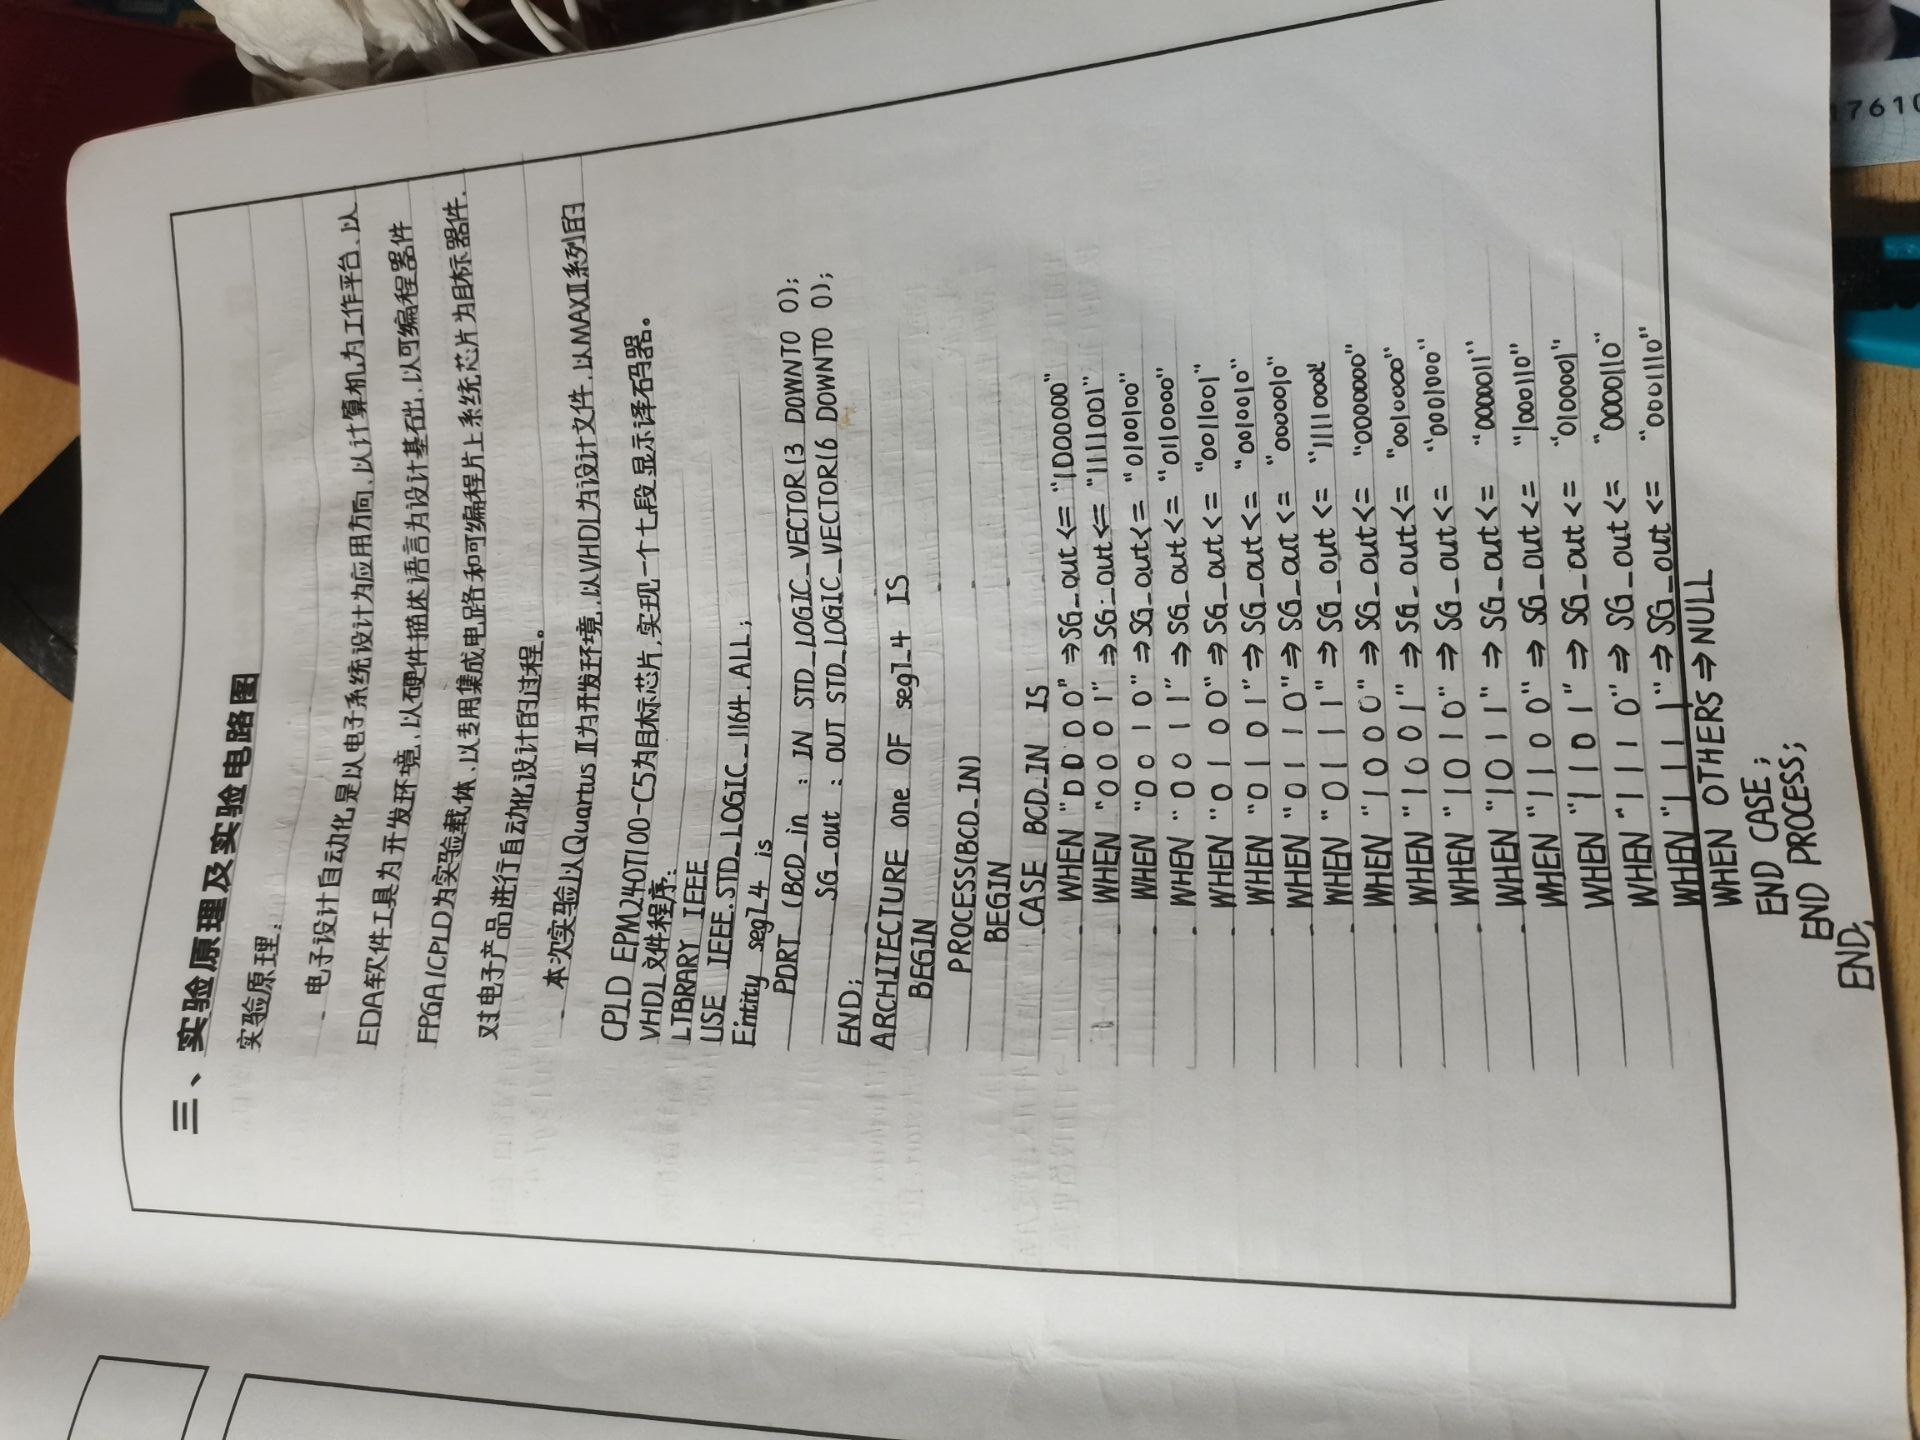 三、实验原理及实验电路图
实验原理:
电子设计自动化是以电子系统设计为应用方向,以计算机为工作平台,以
EDA软件工具为开发环境,以硬件描述语言为设计基础,以可编程器件
FPGA/CPLD为实验载体,以专用集成电路和可编程片上系统芯片为目标器件,
对电子产品进行自动化设计的过程。
本次实验以Quartus II为开发环境,以VHDL为设计文件,以MAXII系列的
CPLD EPM240T100-C5为目标芯片,实现一个七段显示译码器。
VHDL文件程序:
LIBRARY IEEE
USE IEEE.STD_LOGIC_1164.ALL;
Entity seg7_4 is
PORT (BCD_in : IN STD_LOGIC_VECTOR(3 DOWNTO 0);
SG_out : OUT STD_LOGIC_VECTOR(6 DOWNTO 0);
END;
ARCHITECTURE one OF seg7_4 IS
BEGIN
PROCESS(BCD_IN)
BEGIN
CASE BCD_IN IS
WHEN "0000" => SG_out <= "1000000"
WHEN "0001" => SG_out <= "1111001"
WHEN "0010" => SG_out <= "0100100"
WHEN "0011" => SG_out <= "0110000"
WHEN "0100" => SG_out <= "0011001"
WHEN "0101" => SG_out <= "0010010"
WHEN "0110" => SG_out <= "0000010"
WHEN "0111" => SG_out <= "1111000"
WHEN "1000" => SG_out <= "0000000"
WHEN "1001" => SG_out <= "0010000"
WHEN "1010" => SG_out <= "0001000"
WHEN "1011" => SG_out <= "0000011"
WHEN "1100" => SG_out <= "1000110"
WHEN "1101" => SG_out <= "0100001"
WHEN "1110" => SG_out <= "0000110"
WHEN "1111" => SG_out <= "0001110"
WHEN OTHERS => NULL
END CASE;
END PROCESS;
END;